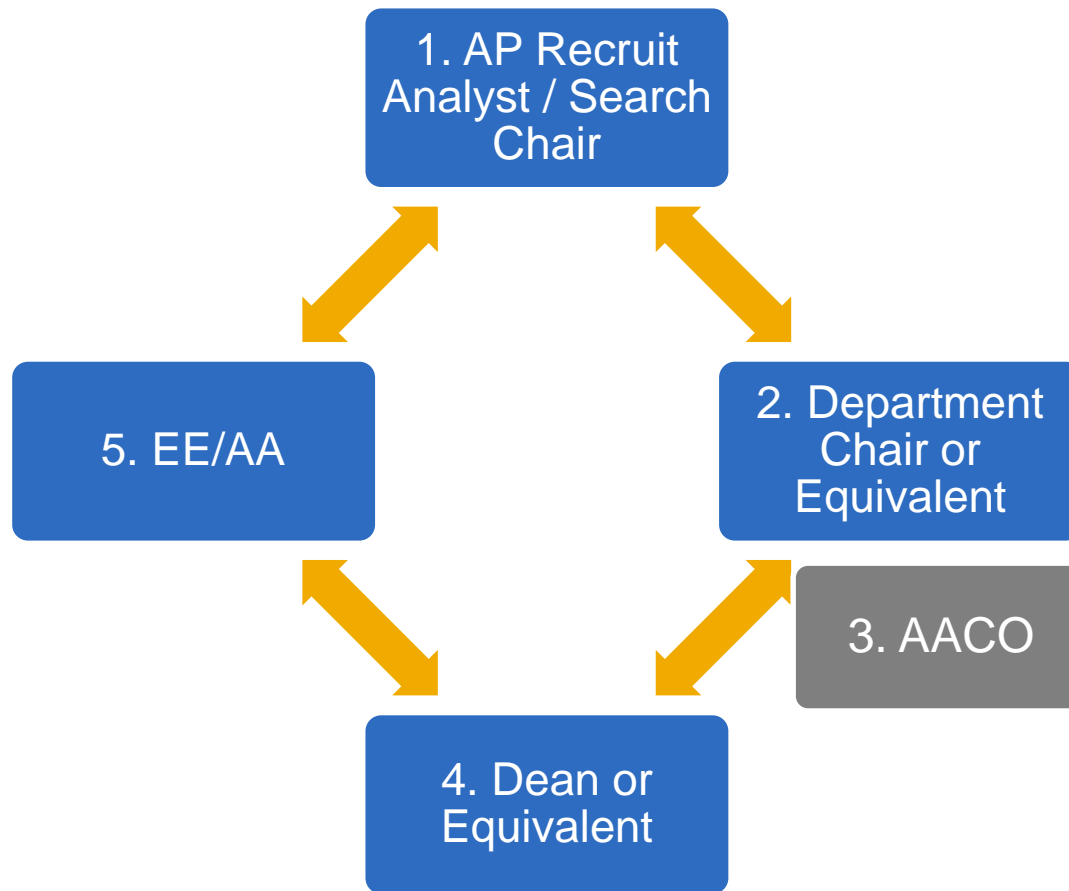 1. AP Recruit
Analyst / Search
Chair
2. Department
Chair or
Equivalent
3. AACO
4. Dean or
Equivalent
5. EE/AA